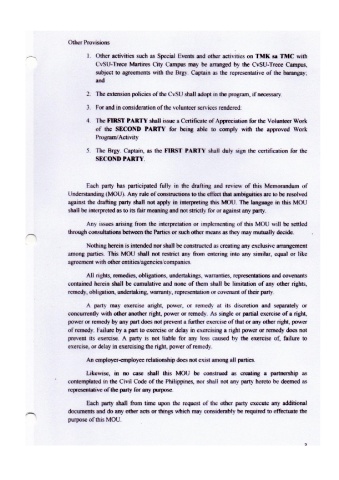 Other Provisions
1. Other activities such as Special Events and other activities on TMK sa TMC with
CvSU-Trece Martires City Campus may be arranged by the CvSU-Trece Campus,
subject to agreements with the Brgy. Captain as the representative of the barangay;
and
2. The extension policies of the CvSU shall adopt in the program, if necessary.
3. For and in consideration of the volunteer services rendered:
4. The FIRST PARTY shall issue a Certificate of Appreciation for the Volunteer Work
of the SECOND PARTY for being able to comply with the approved Work
Program/Activity
5. The Brgy. Captain, as the FIRST PARTY shall duly sign the certification for the
SECOND PARTY.
Each party has participated fully in the drafting and review of this Memorandum of
Understanding (MOU). Any rule of constructions to the effect that ambiguities are to be resolved
against the drafting party shall not apply in interpreting this MOU. The language in this MOU
shall be interpreted as to its fair meaning and not strictly for or against any party.
Any issues arising from the interpretation or implementing of this MOU will be settled
through consultations between the Parties or such other means as they may mutually decide.
Nothing herein is intended nor shall be constructed as creating any exclusive arrangement
among parties. This MOU shall not restrict any from entering into any similar, equal or like
agreement with other entities/agencies/companies.
All rights, remedies, obligations, undertakings, warranties, representations and covenants
contained herein shall be cumulative and none of them shall be limitation of any other rights,
remedy, obligation, undertaking, warranty, representation or covenant of their party.
A party may exercise aright, power, or remedy at its discretion and separately or
concurrently with other another right, power or remedy. As single or partial exercise of a right,
power or remedy by any part does not prevent a further exercise of that or any other right, power
of remedy. Failure by a part to exercise or delay in exercising a right power or remedy does not
prevent its exercise. A party is not liable for any loss caused by the exercise of, failure to
exercise, or delay in exercising the right, power of remedy.
An employer-employee relationship does not exist among all parties.
Likewise, in no case shall this MOU be construed as creating a partnership as
contemplated in the Civil Code of the Philippines, nor shall not any party hereto be deemed as
representative of the party for any purpose.
Each party shall from time upon the request of the other party execute any additional
documents and do any other acts or things which may considerably be required to effectuate the
purpose of this MOU.